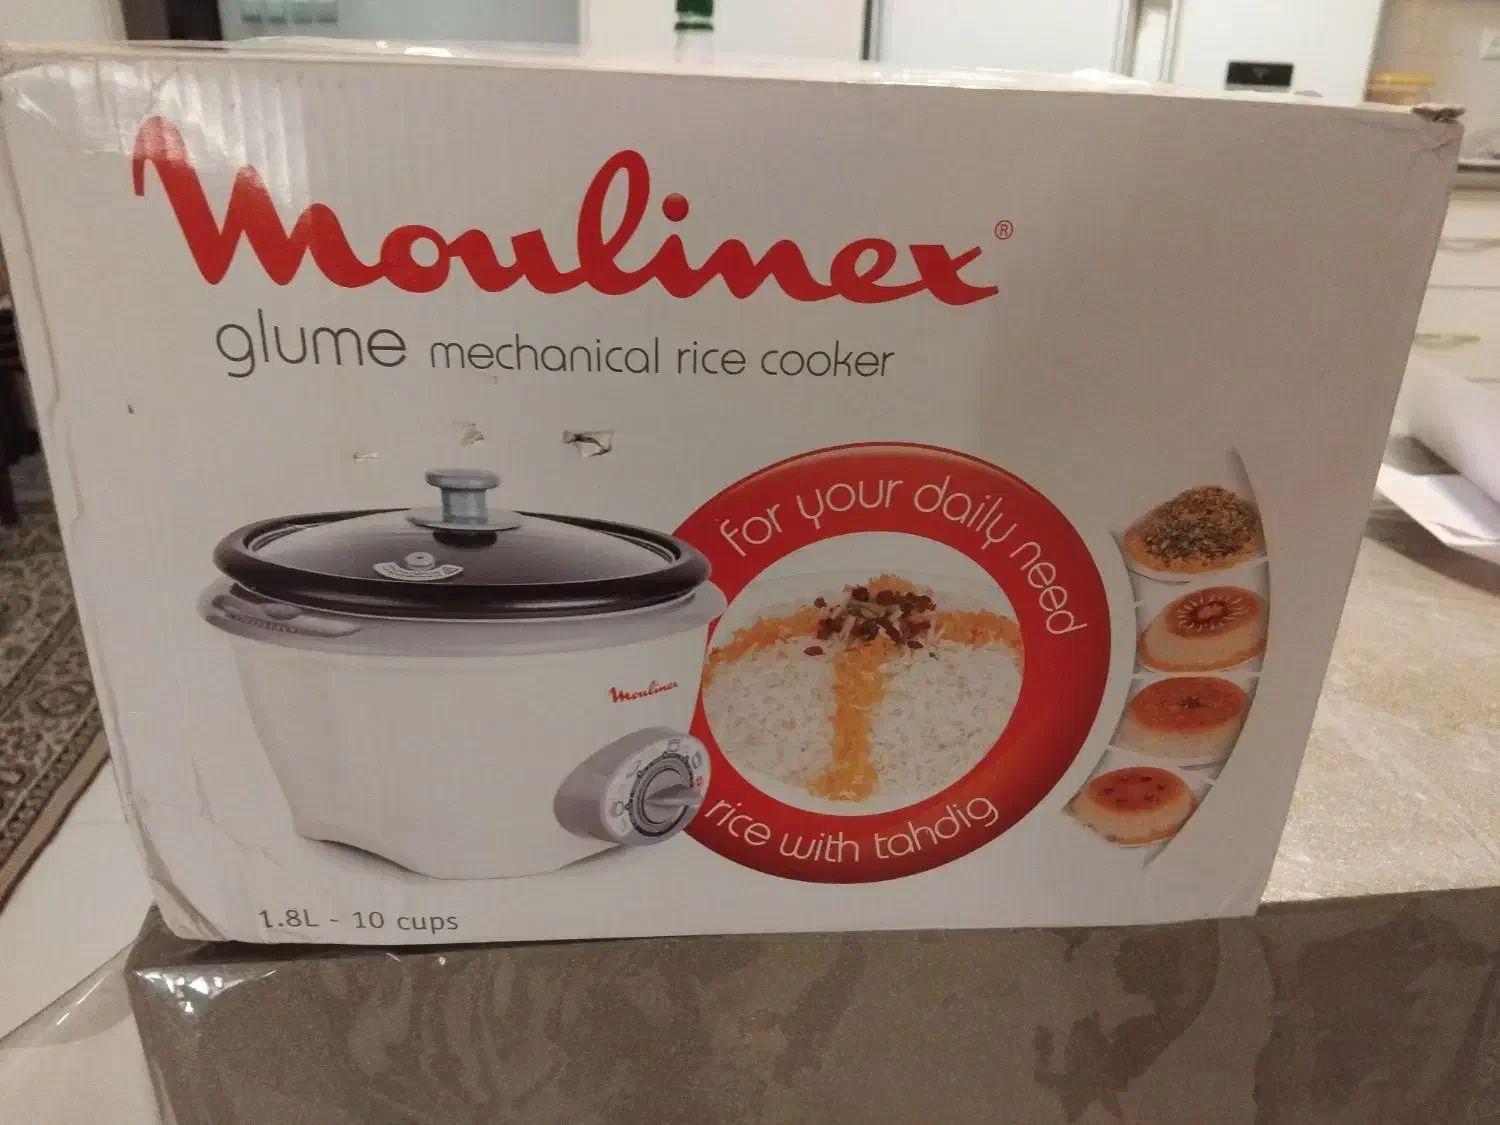 Moulinex®
glume mechanical rice cooker
for your daily need
Moulinex
rice with tahdig
1.8L - 10 cups